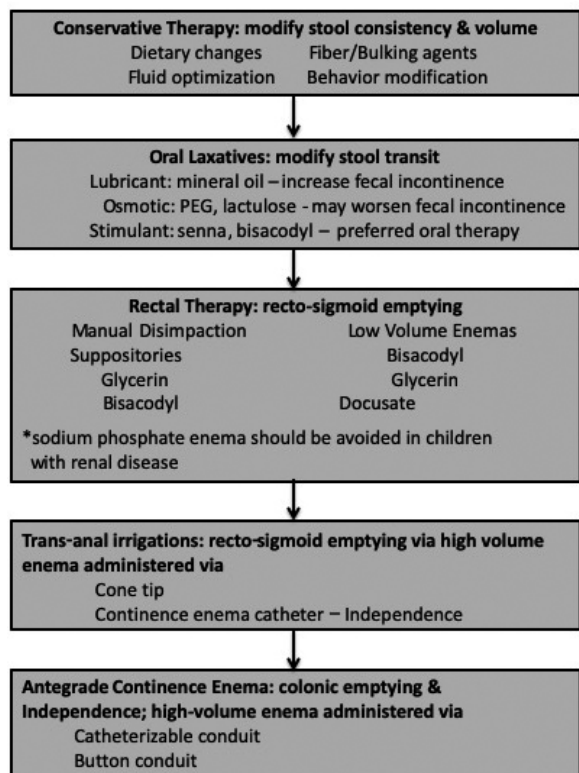 Conservative Therapy: modify stool consistency & volume
Dietary changes Fiber/Bulking agents
Fluid optimization Behavior modification
Oral Laxatives: modify stool transit
Lubricant: mineral oil – increase fecal incontinence
Osmotic: PEG, lactulose - may worsen fecal incontinence
Stimulant: senna, bisacodyl – preferred oral therapy
Rectal Therapy: recto-sigmoid emptying
Manual Disimpaction Low Volume Enemas
Suppositories Bisacodyl
Glycerin Glycerin
Bisacodyl Docusate
*sodium phosphate enema should be avoided in children
with renal disease
Trans-anal irrigations: recto-sigmoid emptying via high volume
enema administered via
Cone tip
Continence enema catheter – Independence
Antegrade Continence Enema: colonic emptying &
Independence; high-volume enema administered via
Catheterizable conduit
Button conduit